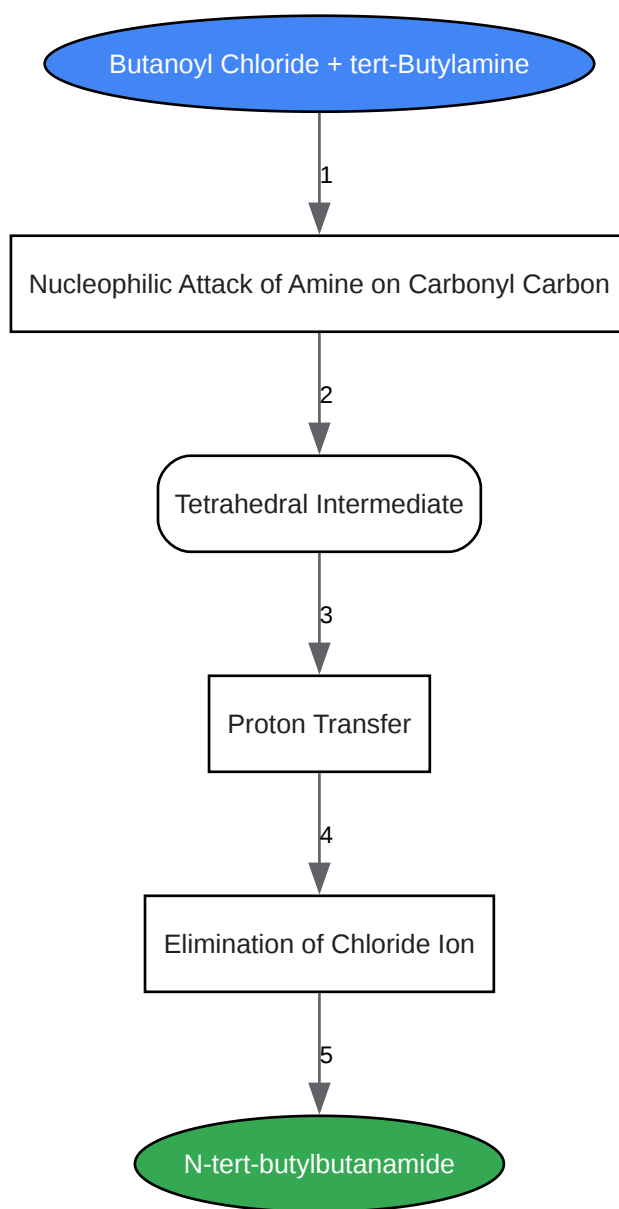 Butanoyl Chloride + tert-Butylamine
1
Nucleophilic Attack of Amine on Carbonyl Carbon
2
Tetrahedral Intermediate
3
Proton Transfer
4
Elimination of Chloride Ion
5
N-tert-butylbutanamide